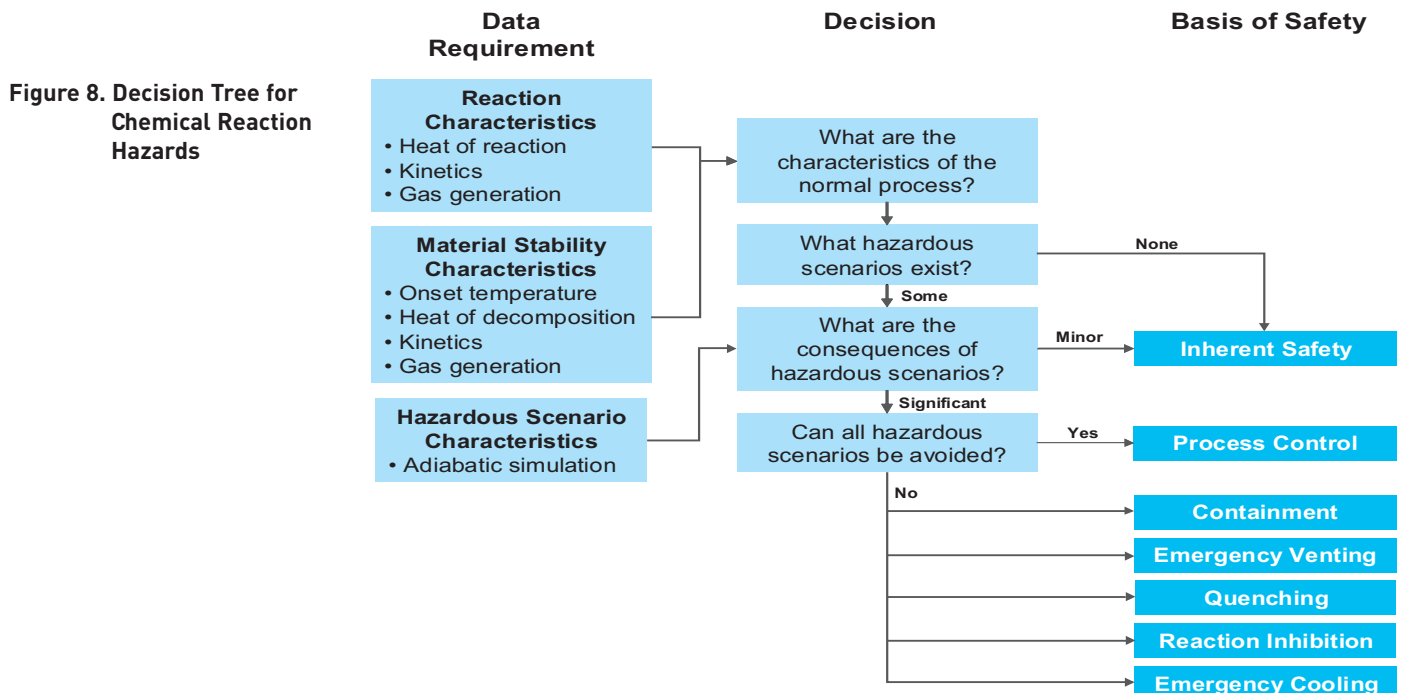 Data
Requirement
Decision
Basis of Safety
Figure 8. Decision Tree for
Chemical Reaction
Hazards
Reaction
Characteristics
• Heat of reaction
• Kinetics
• Gas generation
Material Stability
Characteristics
• Onset temperature
• Heat of decomposition
• Kinetics
• Gas generation
Hazardous Scenario
Characteristics
• Adiabatic simulation
What are the
characteristics of the
normal process?
What hazardous
scenarios exist?
None
Some
What are the
consequences of
hazardous scenarios?
Minor
Significant
Can all hazardous
scenarios be avoided?
Yes
No
Inherent Safety
Process Control
Containment
Emergency Venting
Quenching
Reaction Inhibition
Emergency Cooling